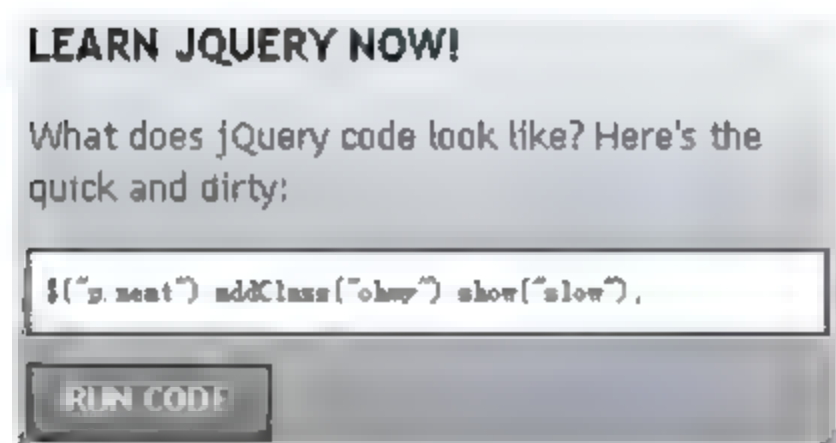 LEARN JQUERY NOW!
What does jQuery code look like? Here's the
quick and dirty:
$("p.neat").addClass("ohmy").show("slow");
RUN CODE